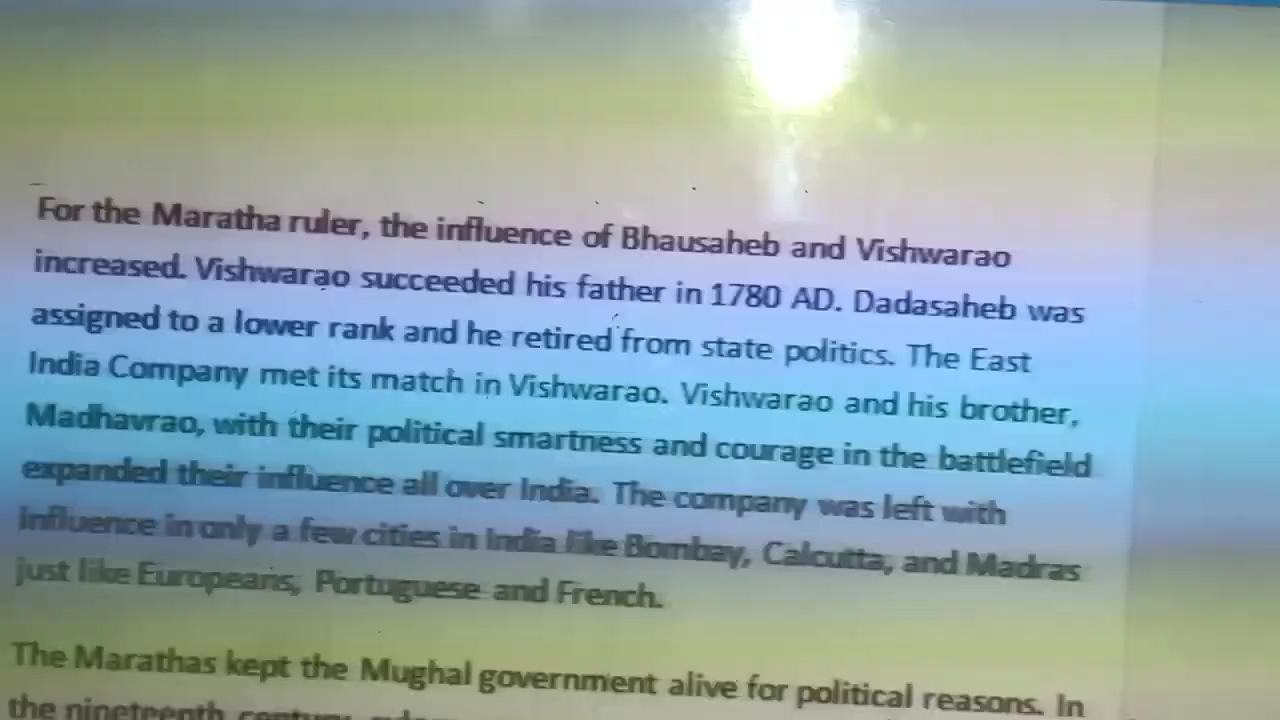 For the Maratha ruler, the influence of Bhausaheb and Vishwarao
increased. Vishwarao succeeded his father in 1780 AD. Dadasaheb was
assigned to a lower rank and he retired from state politics. The East
India Company met its match in Vishwarao. Vishwarao and his brother,
Madhavrao, with their political smartness and courage in the battlefield
expanded their influence all over India. The company was left with
influence in only a few cities in India like Bombay, Calcutta, and Madras
just like Europeans, Portuguese and French.
The Marathas kept the Mughal government alive for political reasons. In
the nineteenth century